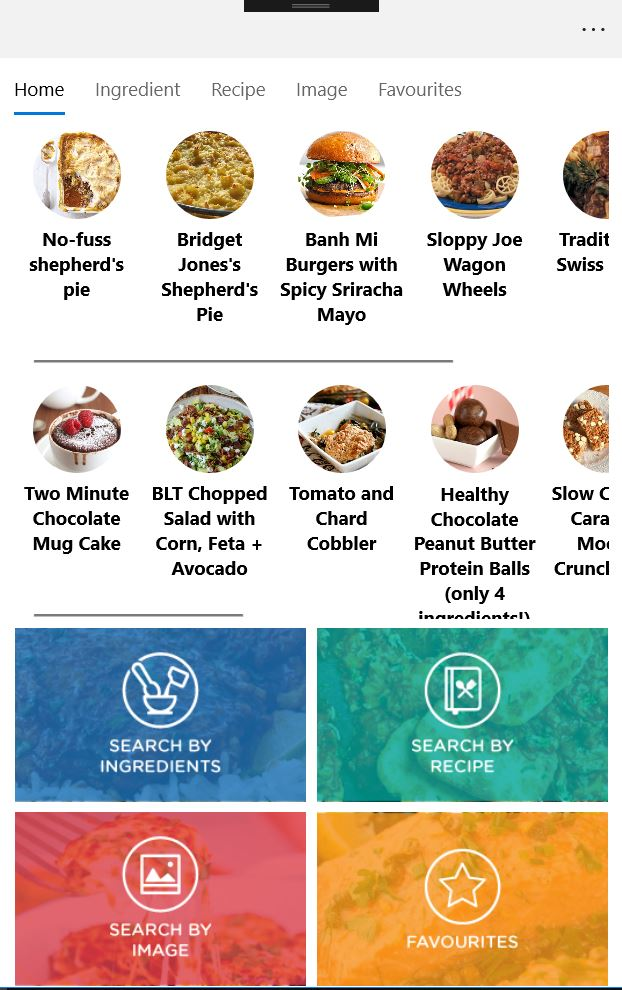 ...
Home Ingredient Recipe Image Favourites
No-fuss
shepherd's
pie
Bridget
Jones's
Shepherd's
Pie
Banh Mi
Burgers with
Spicy Sriracha
Mayo
Sloppy Joe
Wagon
Wheels
Tradit
Swiss
Two Minute
Chocolate
Mug Cake
BLT Chopped
Salad with
Corn, Feta +
Avocado
Tomato and
Chard
Cobbler
Healthy
Chocolate
Peanut Butter
Protein Balls
(only 4
ingredients!)
Slow C
Cara
Mo
Crunch
SEARCH BY
INGREDIENTS
SEARCH BY
RECIPE
SEARCH BY
IMAGE
FAVOURITES